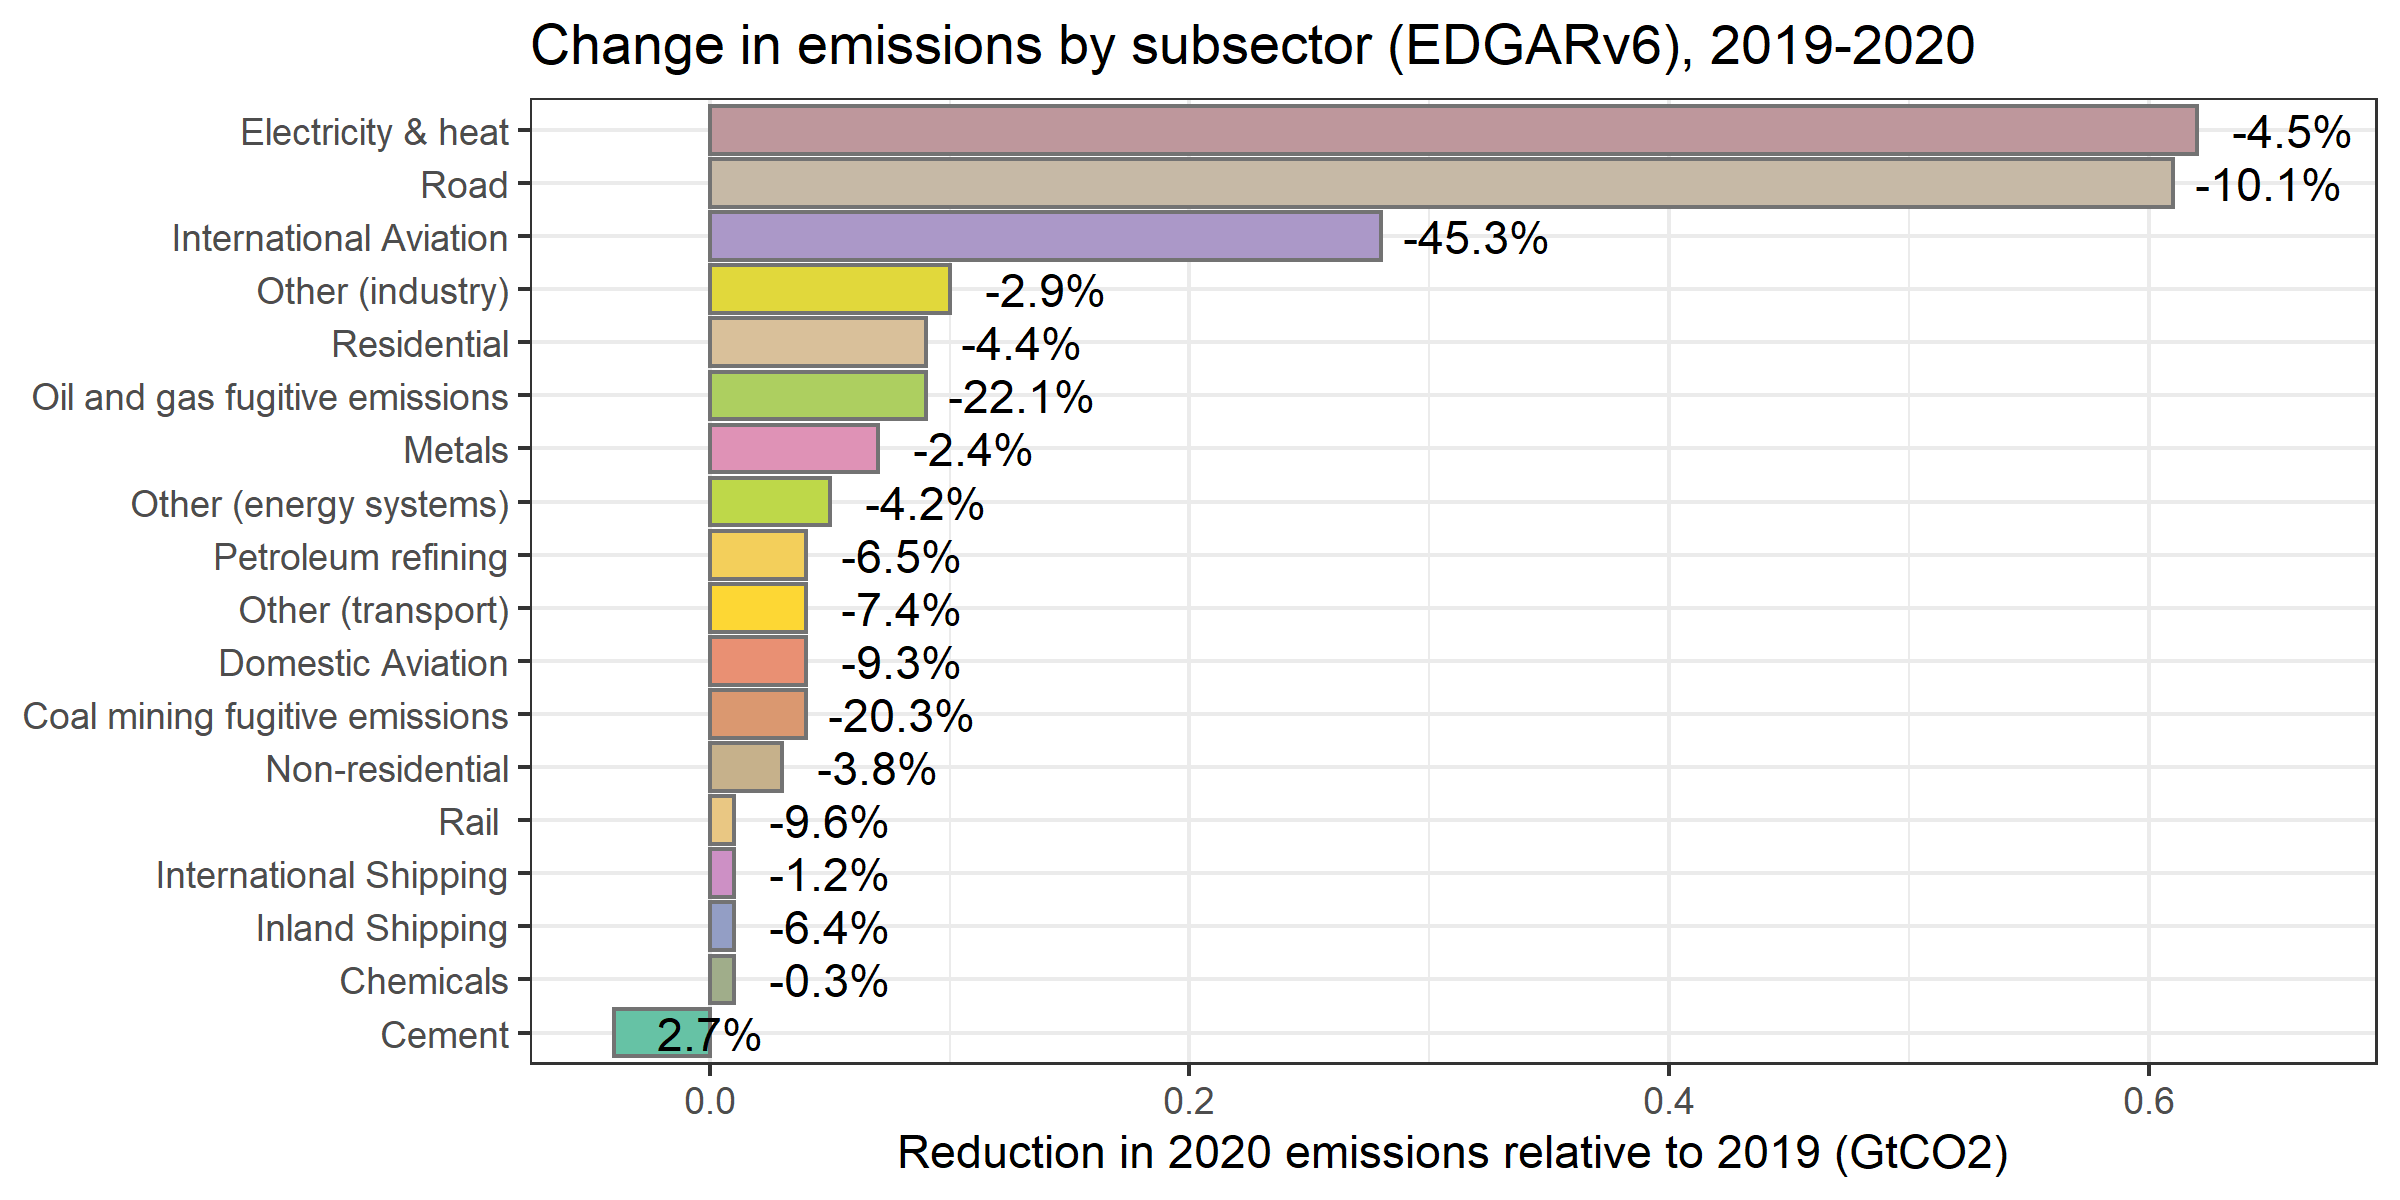 Change in emissions by subsector (EDGARv6), 2019-2020
Electricity & heat -4.5%
Road -10.1%
International Aviation -45.3%
Other (industry) -2.9%
Residential -4.4%
Oil and gas fugitive emissions -22.1%
Metals -2.4%
Other (energy systems) -4.2%
Petroleum refining -6.5%
Other (transport) -7.4%
Domestic Aviation -9.3%
Coal mining fugitive emissions -20.3%
Non-residential -3.8%
Rail -9.6%
International Shipping -1.2%
Inland Shipping -6.4%
Chemicals -0.3%
Cement 2.7%
0.0 0.2 0.4 0.6
Reduction in 2020 emissions relative to 2019 (GtCO2)